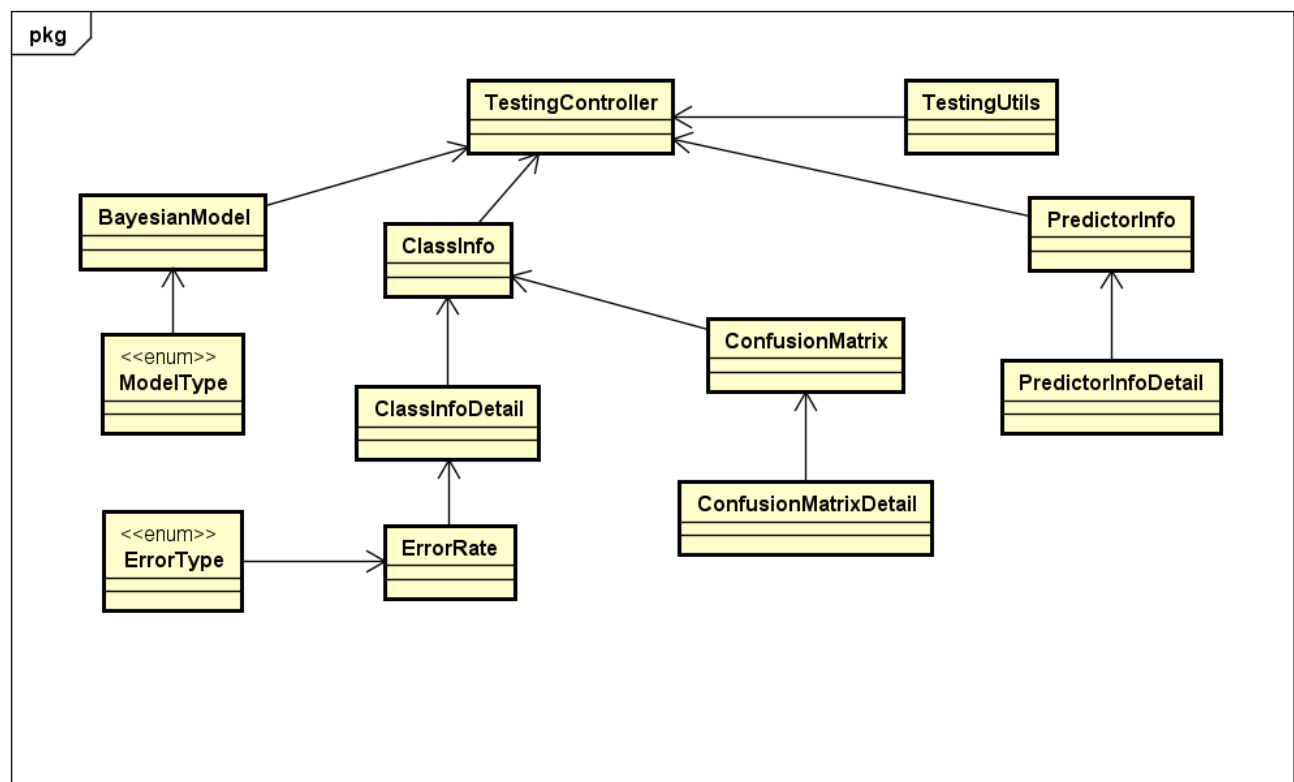 pkg
TestingController
TestingUtils
BayesianModel
ClassInfo
PredictorInfo
<<enum>>
ModelType
ConfusionMatrix
PredictorInfoDetail
ClassInfoDetail
ConfusionMatrixDetail
<<enum>>
ErrorType
ErrorRate